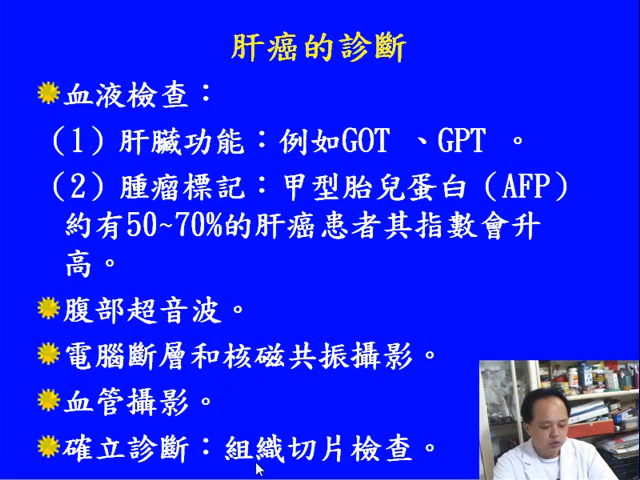 肝癌的診斷
血液檢查：
（1）肝臟功能：例如GOT 、GPT 。
（2）腫瘤標記：甲型胎兒蛋白（AFP）
約有50~70%的肝癌患者其指數會升
高。
腹部超音波。
電腦斷層和核磁共振攝影。
血管攝影。
確立診斷：組織切片檢查。